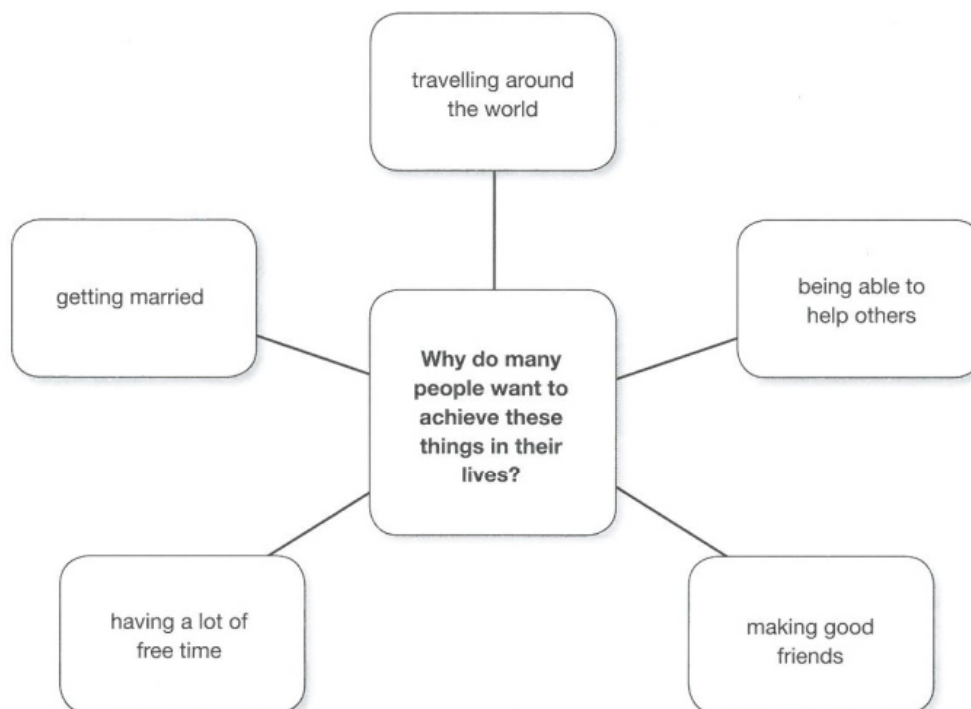 travelling around
the world
getting married
being able to
help others
Why do many
people want to
achieve these
things in their
lives?
having a lot of
free time
making good
friends